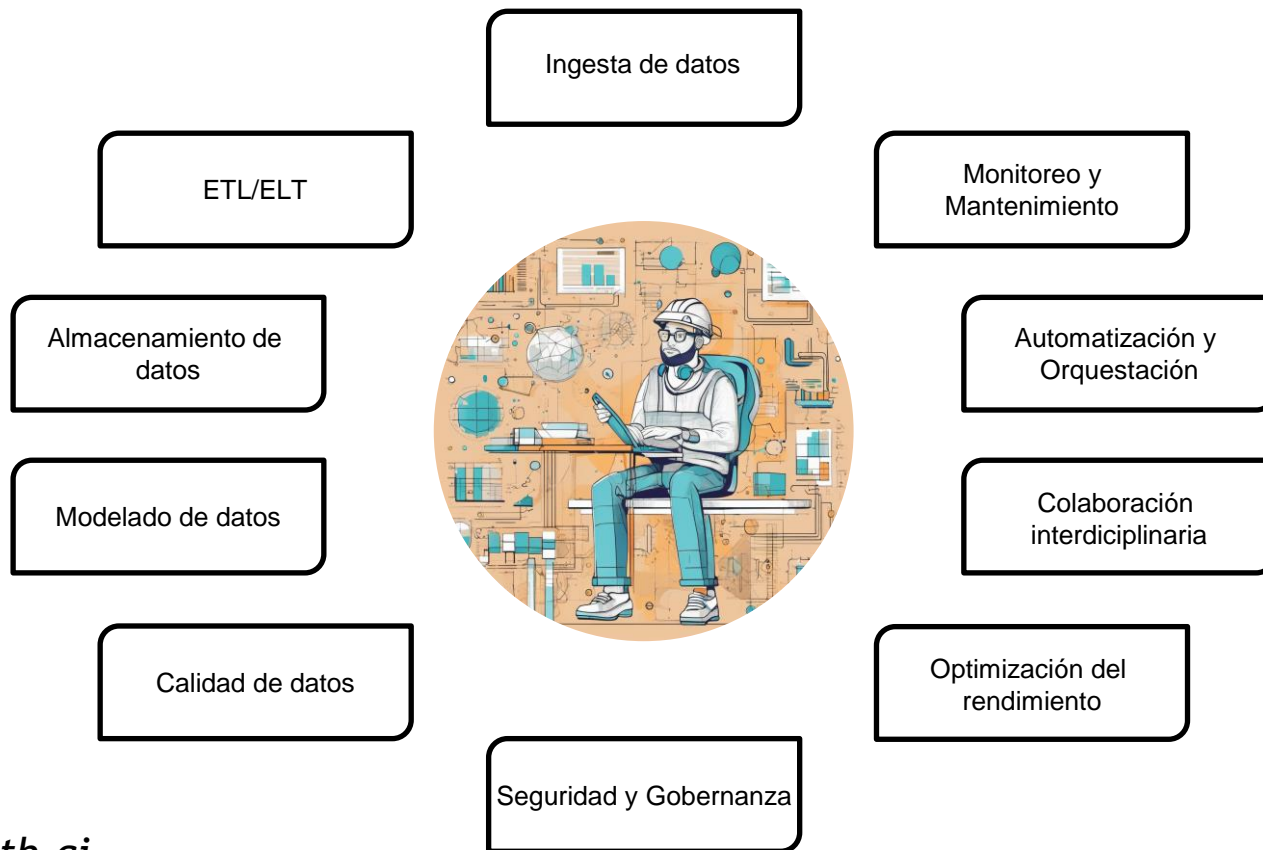 Ingesta de datos
ETL/ELT
Monitoreo y
Mantenimiento
Almacenamiento de
datos
Automatización y
Orquestación
Modelado de datos
Colaboración
interdiciplinaria
Calidad de datos
Optimización del
rendimiento
Seguridad y Gobernanza